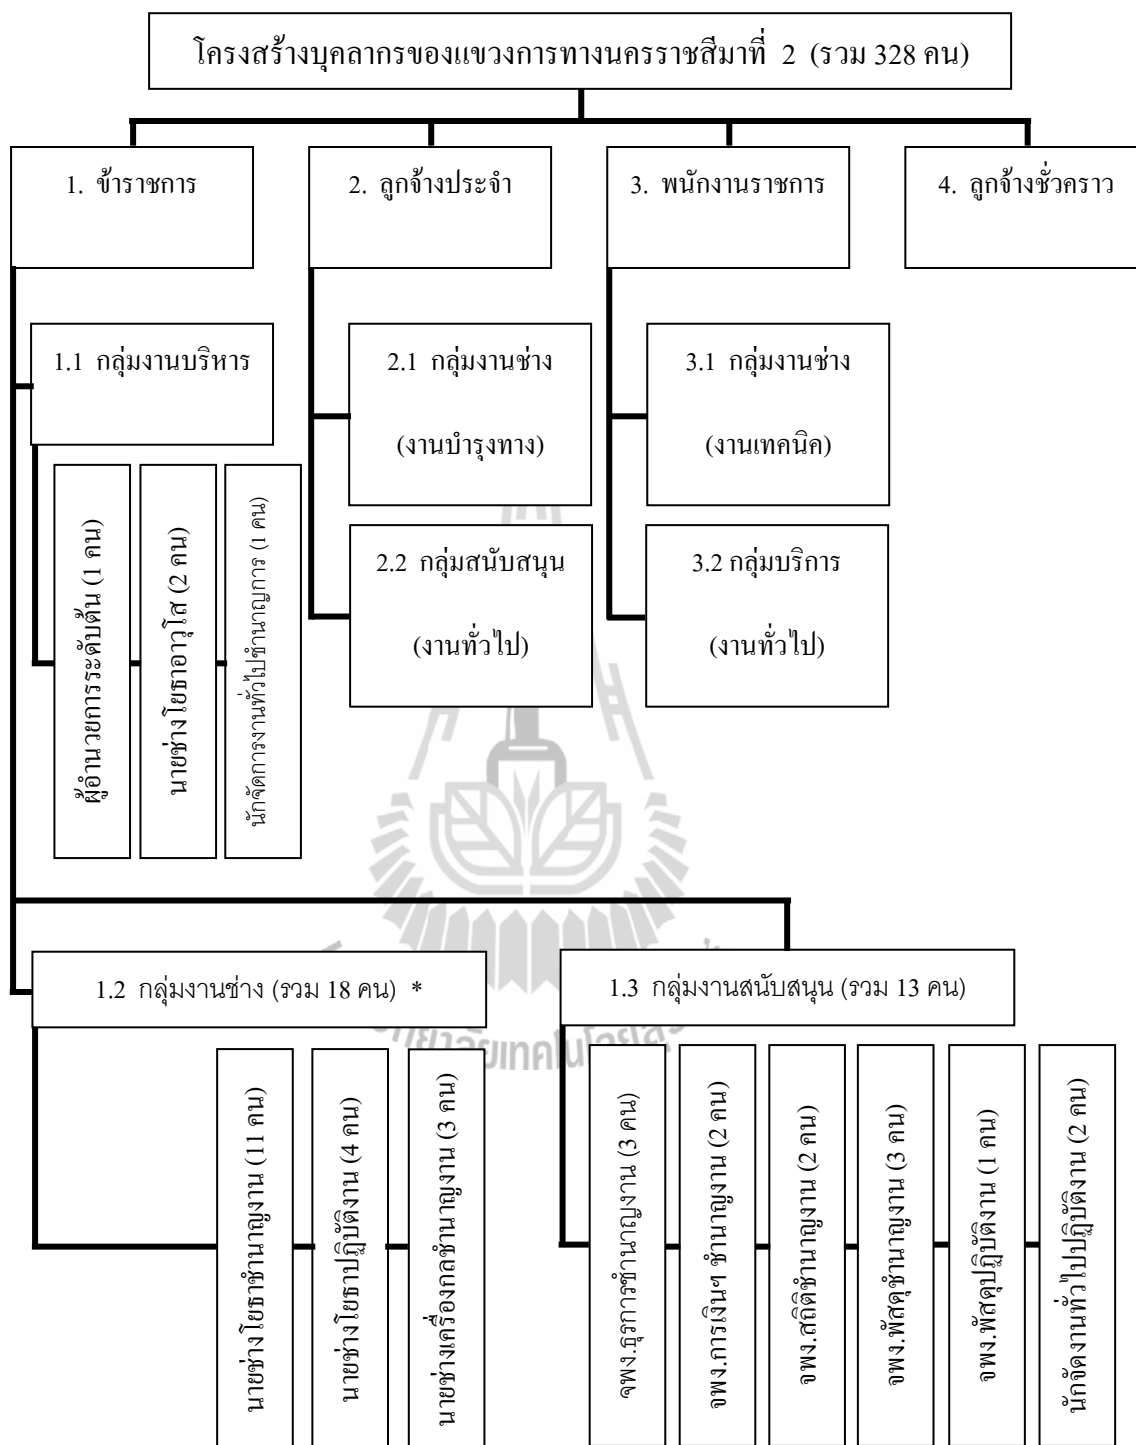 โครงสร้างบุคลากรของแขวงการทางนครราชสีมาที่ 2 (รวม 328 คน)
1. ข้าราชการ
2. ลูกจ้างประจำ
3. พนักงานราชการ
4. ลูกจ้างชั่วคราว
1.1 กลุ่มงานบริหาร
2.1 กลุ่มงานช่าง
(งานบำรุงทาง)
3.1 กลุ่มงานช่าง
(งานเทคนิค)
ผู้อำนวยการระดับต้น (1 คน)
นายช่างโยธาอาวุโส (2 คน)
นักจัดการงานทั่วไปชำนาญการ (1 คน)
2.2 กลุ่มสนับสนุน
(งานทั่วไป)
3.2 กลุ่มบริการ
(งานทั่วไป)
1.2 กลุ่มงานช่าง (รวม 18 คน) *
1.3 กลุ่มงานสนับสนุน (รวม 13 คน)
นายช่างโยธาชำนาญงาน (11 คน)
นายช่างโยธาปฏิบัติงาน (4 คน)
นายช่างเครื่องกลชำนาญงาน (3 คน)
จพง.ธุรการชำนาญงาน (3 คน)
จพง.การเงินฯ ชำนาญงาน (2 คน)
จพง.สถิติชำนาญงาน (2 คน)
จพง.พัสดุชำนาญงาน (3 คน)
จพง.พัสดุปฏิบัติงาน (1 คน)
นักจัดงานทั่วไปปฏิบัติงาน (2 คน)